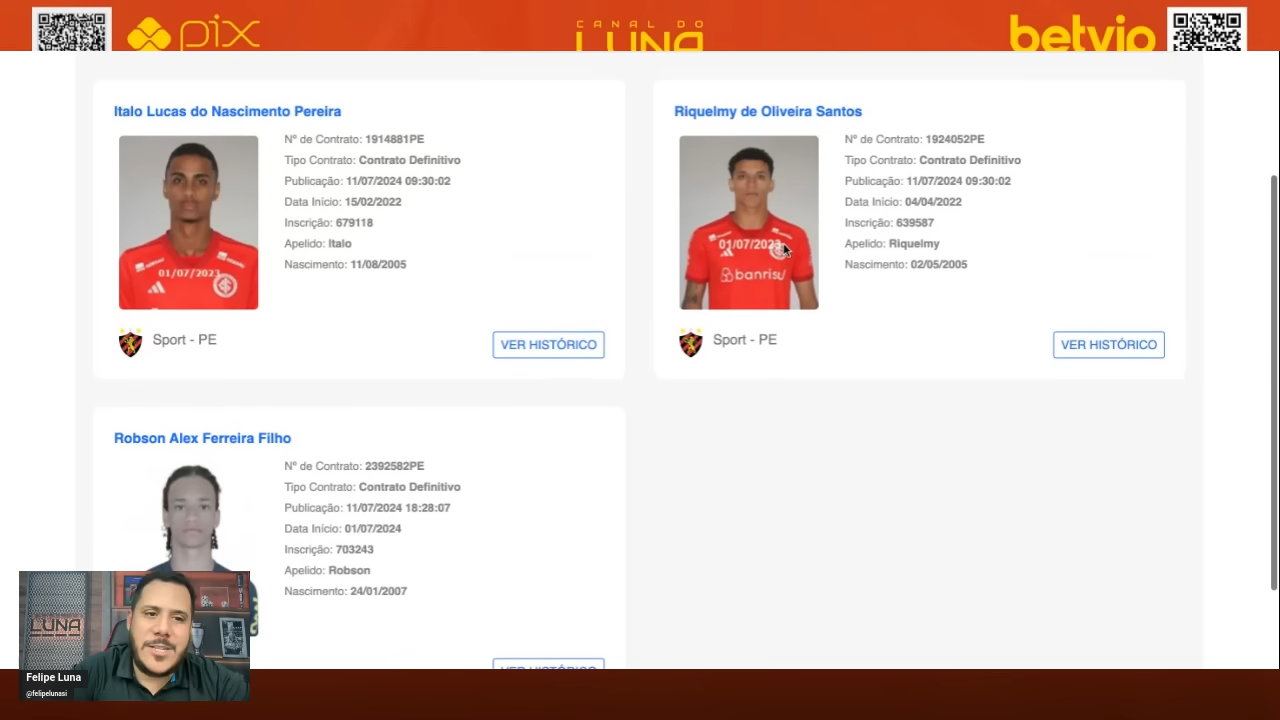 pix
CANAL DO
LUNA
betvip
Italo Lucas do Nascimento Pereira
Nº de Contrato: 1914881PE
Tipo Contrato: Contrato Definitivo
Publicação: 11/07/2024 09:30:02
Data Início: 15/02/2022
Inscrição: 679118
Apelido: Italo
Nascimento: 11/08/2005
01/07/2023
Sport - PE
VER HISTÓRICO
Riquelmy de Oliveira Santos
Nº de Contrato: 1924052PE
Tipo Contrato: Contrato Definitivo
Publicação: 11/07/2024 09:30:02
Data Início: 04/04/2022
Inscrição: 639587
Apelido: Riquelmy
Nascimento: 02/05/2005
01/07/2023
banrisul
Sport - PE
VER HISTÓRICO
Robson Alex Ferreira Filho
Nº de Contrato: 2392582PE
Tipo Contrato: Contrato Definitivo
Publicação: 11/07/2024 18:28:07
Data Início: 01/07/2024
Inscrição: 703243
Apelido: Robson
Nascimento: 24/01/2007
VER HISTÓRICO
LUNA
Felipe Luna
@felipelunasi